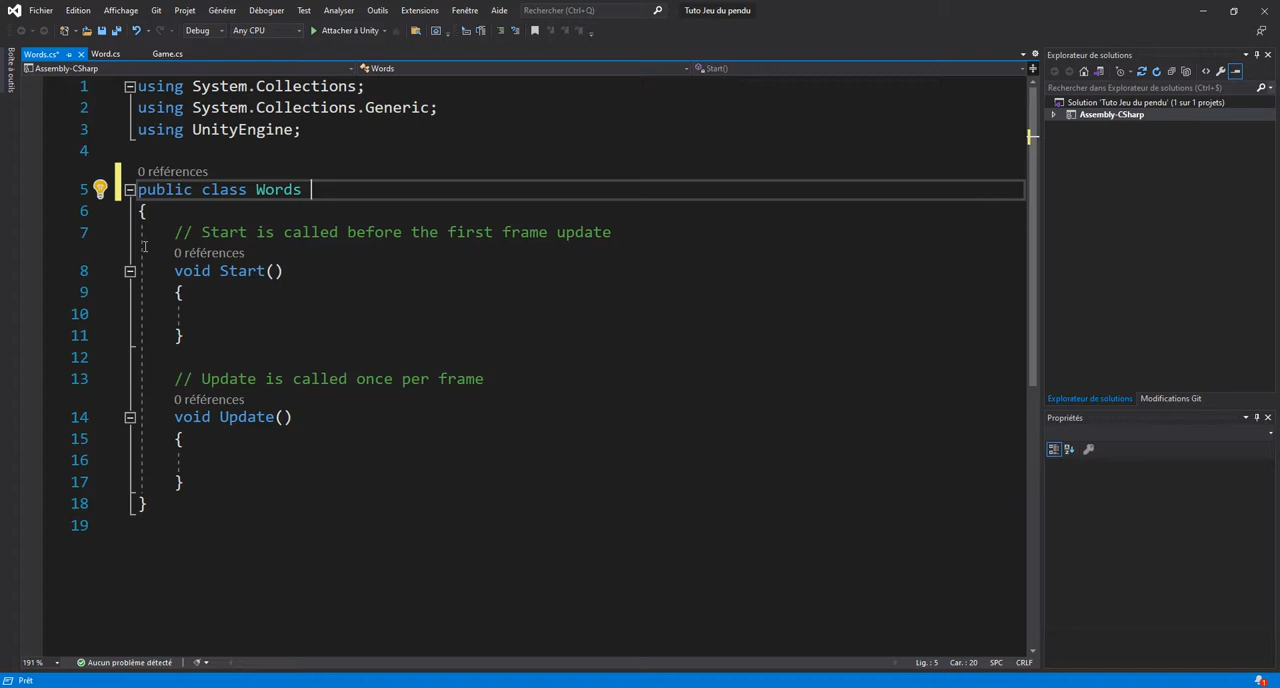 Fichier Edition Affichage Git Projet Générer Déboguer Test Analyser Outils Extensions Fenêtre Aide Rechercher (Ctrl+Q) Tuto Jeu du pendu
Debug Any CPU Attacher à Unity
Boîte à outils
Words.cs* Word.cs Game.cs
Assembly-CSharp Words Start()
1 using System.Collections;
2 using System.Collections.Generic;
3 using UnityEngine;
4
0 références
5 public class Words
6 {
7 // Start is called before the first frame update
0 références
8 void Start()
9 {
10
11 }
12
13 // Update is called once per frame
0 références
14 void Update()
15 {
16
17 }
18 }
19
191 % Aucun problème détecté Lig. : 5 Car. : 20 SPC CRLF
Prêt
Explorateur de solutions
Rechercher dans Explorateur de solutions (Ctrl+$)
Solution 'Tuto Jeu du pendu' (1 sur 1 projets)
Assembly-CSharp
Explorateur de solutions Modifications Git
Propriétés
1